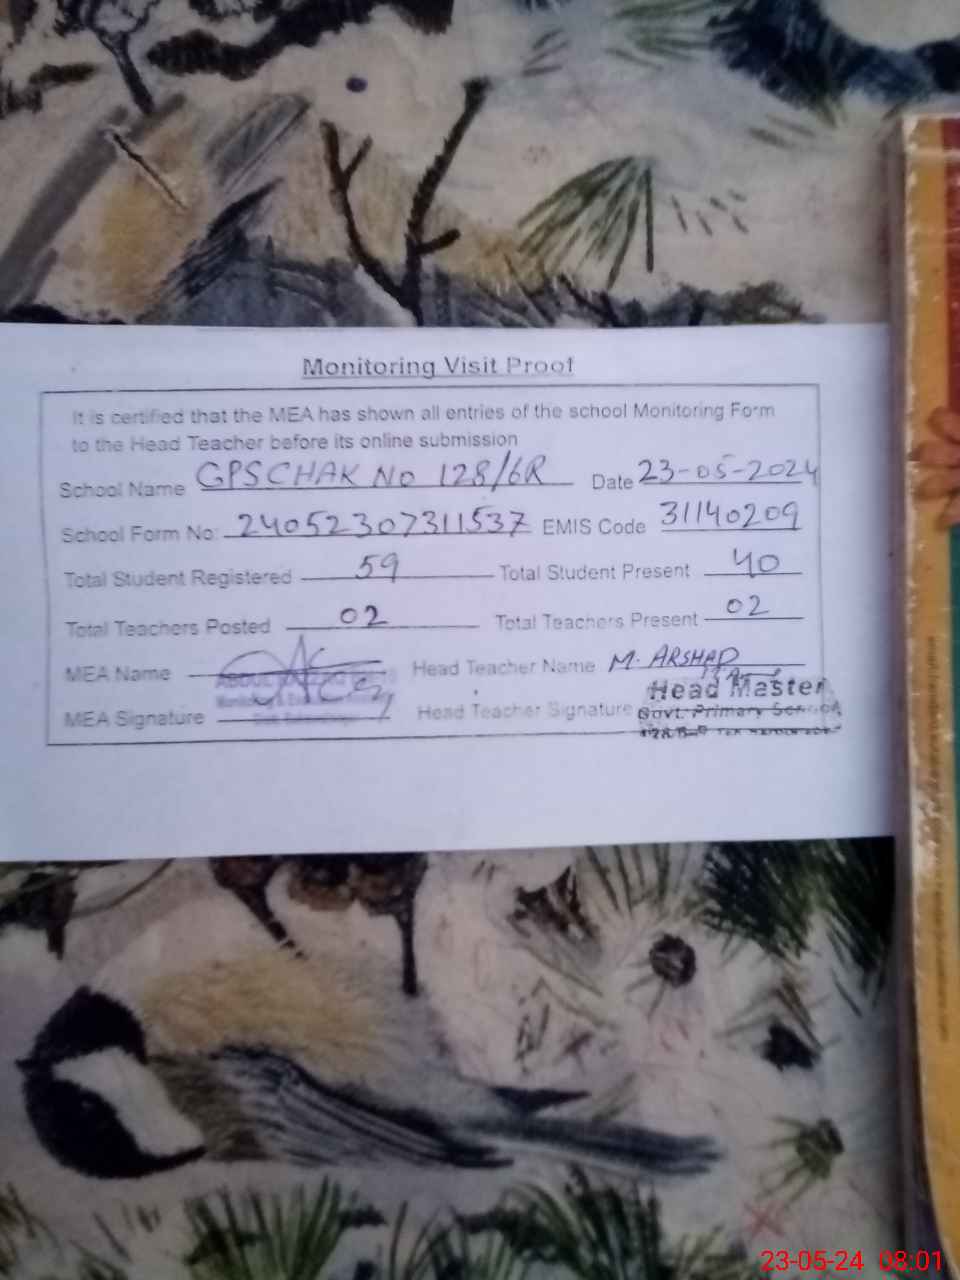 Monitoring Visit Proof
It is certified that the MEA has shown all entries of the school Monitoring Form
to the Head Teacher before its online submission
School Name GPS CHAK No 128/6R Date 23-05-2024
School Form No: 24052307311537 EMIS Code 31140209
Total Student Registered 59 Total Student Present 40
Total Teachers Posted 02 Total Teachers Present 02
MEA Name Head Teacher Name M. ARSHAD
Head Master
MEA Signature Head Teacher Signature Govt. Primary School
23-05-24 08:01